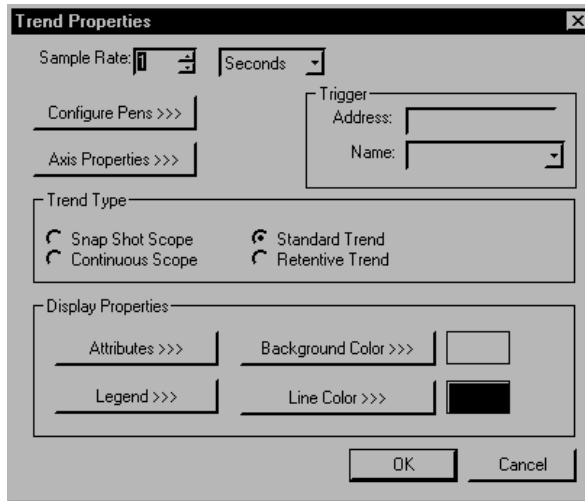 Trend Properties
Sample Rate: 1 Seconds
Configure Pens >>>
Axis Properties >>>
Trigger
Address:
Name:
Trend Type
Snap Shot Scope
Standard Trend
Continuous Scope
Retentive Trend
Display Properties
Attributes >>>
Background Color >>>
Legend >>>
Line Color >>>
OK
Cancel